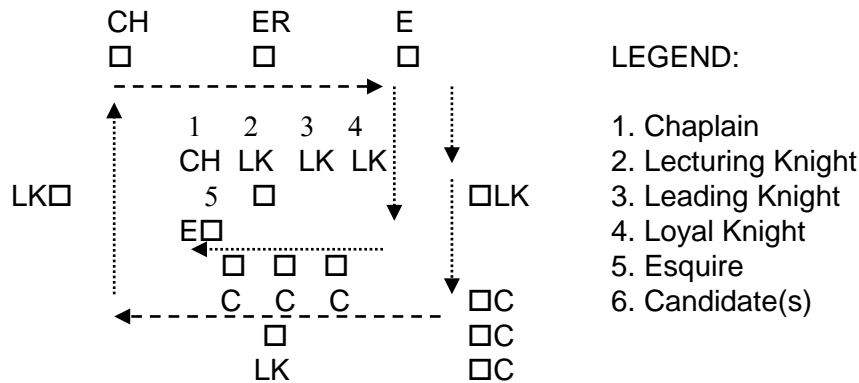 CH ER E
LEGEND:
1 2 3 4
1. Chaplain
CH LK LK LK
2. Lecturing Knight
LK 5 LK
3. Leading Knight
E
4. Loyal Knight
5. Esquire
C C C C
6. Candidate(s)
C
LK C